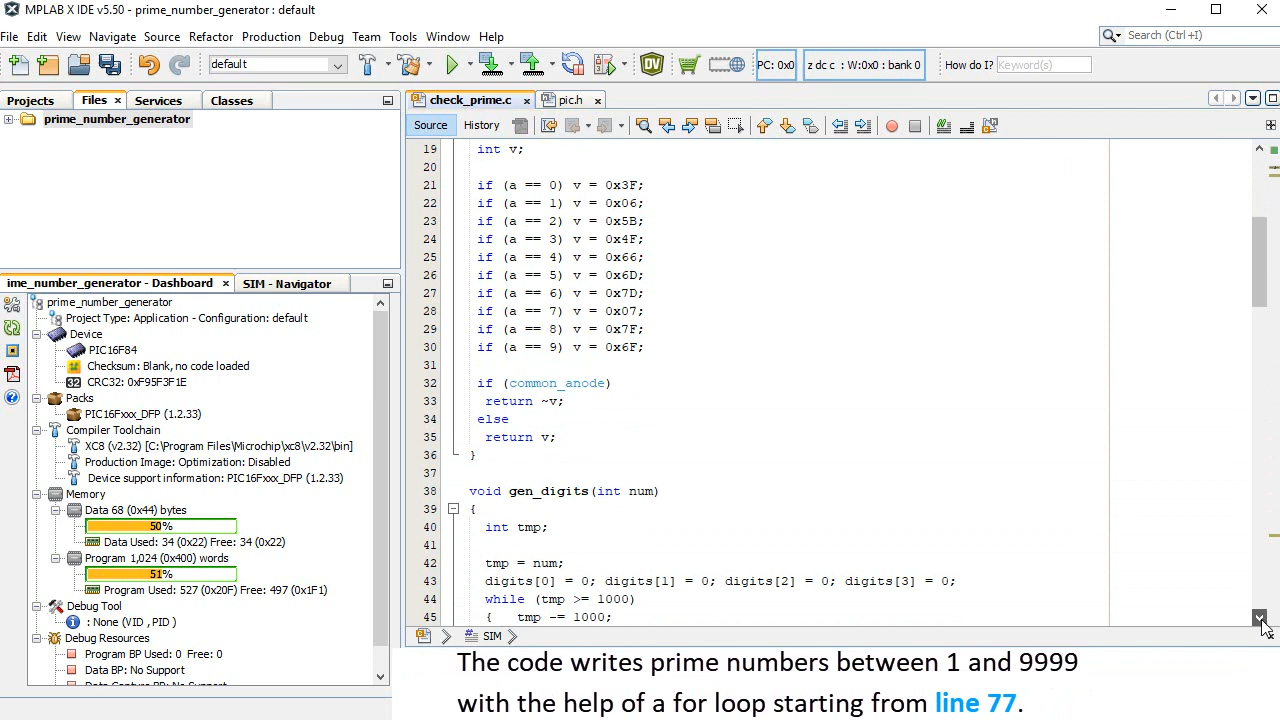 MPLAB X IDE v5.50 - prime_number_generator : default
File Edit View Navigate Source Refactor Production Debug Team Tools Window Help
Search (Ctrl +I)
default
PC: 0x0
z dc c : W:0x0 : bank 0
How do I? Keyword(s)
Projects Files Services Classes
prime_number_generator
ime_number_generator - Dashboard SIM - Navigator
prime_number_generator
Project Type: Application - Configuration: default
Device
PIC16F84
Checksum: Blank, no code loaded
CRC32: 0xF95F3F1E
Packs
PIC16Fxxx_DFP (1.2.33)
Compiler Toolchain
XC8 (v2.32) [C:\Program Files\Microchip\xc8\v2.32\bin]
Production Image: Optimization: Disabled
Device support information: PIC16Fxxx_DFP (1.2.33)
Memory
Data 68 (0x44) bytes
50%
Data Used: 34 (0x22) Free: 34 (0x22)
Program 1,024 (0x400) words
51%
Program Used: 527 (0x20F) Free: 497 (0x1F1)
Debug Tool
: None (VID , PID )
Debug Resources
Program BP Used: 0 Free: 0
Data BP: No Support
check_prime.c pic.h
Source History
19 int v;
20
21 if (a == 0) v = 0x3F;
22 if (a == 1) v = 0x06;
23 if (a == 2) v = 0x5B;
24 if (a == 3) v = 0x4F;
25 if (a == 4) v = 0x66;
26 if (a == 5) v = 0x6D;
27 if (a == 6) v = 0x7D;
28 if (a == 7) v = 0x07;
29 if (a == 8) v = 0x7F;
30 if (a == 9) v = 0x6F;
31
32 if (common_anode)
33 return ~v;
34 else
35 return v;
36 }
37
38 void gen_digits(int num)
39 {
40 int tmp;
41
42 tmp = num;
43 digits[0] = 0; digits[1] = 0; digits[2] = 0; digits[3] = 0;
44 while (tmp >= 1000)
45 { tmp -= 1000;
SIM
The code writes prime numbers between 1 and 9999
with the help of a for loop starting from line 77.